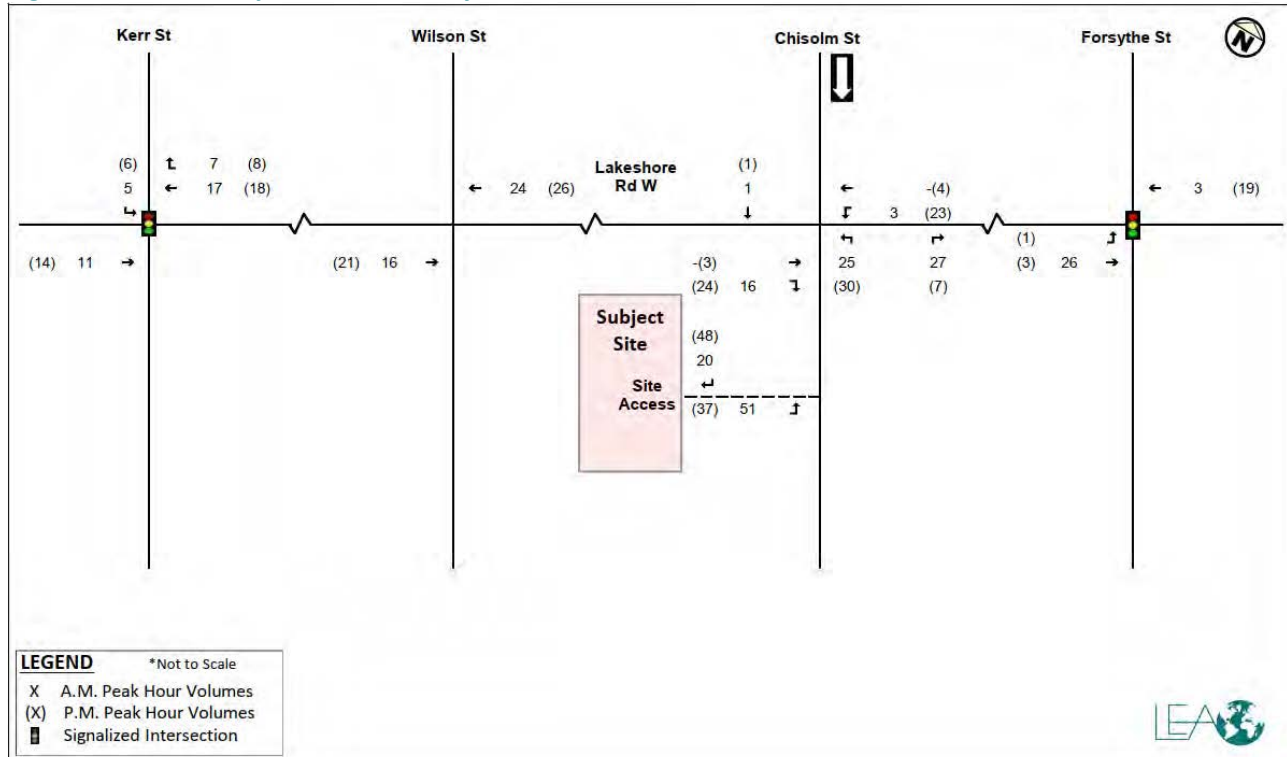 Kerr St
Wilson St
Chisolm St
Forsythe St
N
(6) 7 (8)
5 17 (18)
24 (26)
Lakeshore
Rd W
(1)
1
-(4)
3 (23)
3 (19)
(14) 11
(21) 16
-(3)
(24) 16
25
(30)
27
(7)
(1)
(3) 26
Subject
Site
(48)
20
Site
Access
(37) 51
LEGEND *Not to Scale
X A.M. Peak Hour Volumes
(X) P.M. Peak Hour Volumes
Signalized Intersection
LEA